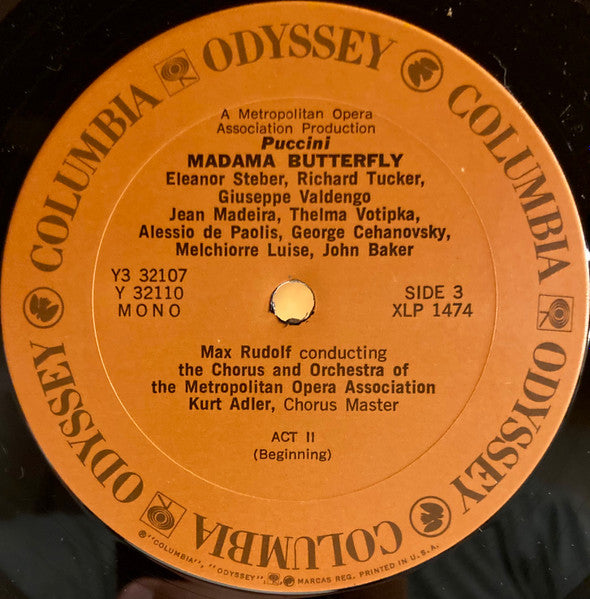 COLUMBIA ODYSSEY COLUMBIA ODYSSEY COLUMBIA ODYSSEY
A Metropolitan Opera
Association Production
Puccini
MADAMA BUTTERFLY
Eleanor Steber, Richard Tucker,
Giuseppe Valdengo
Jean Madeira, Thelma Votipka,
Alessio de Paolis, George Cehanovsky,
Melchiorre Luise, John Baker
Y3 32107
Y 32110
MONO
SIDE 3
XLP 1474
Max Rudolf conducting
the Chorus and Orchestra of
the Metropolitan Opera Association
Kurt Adler, Chorus Master
ACT II
(Beginning)
®"COLUMBIA", "ODYSSEY", MARCAS REG. PRINTED IN U.S.A.